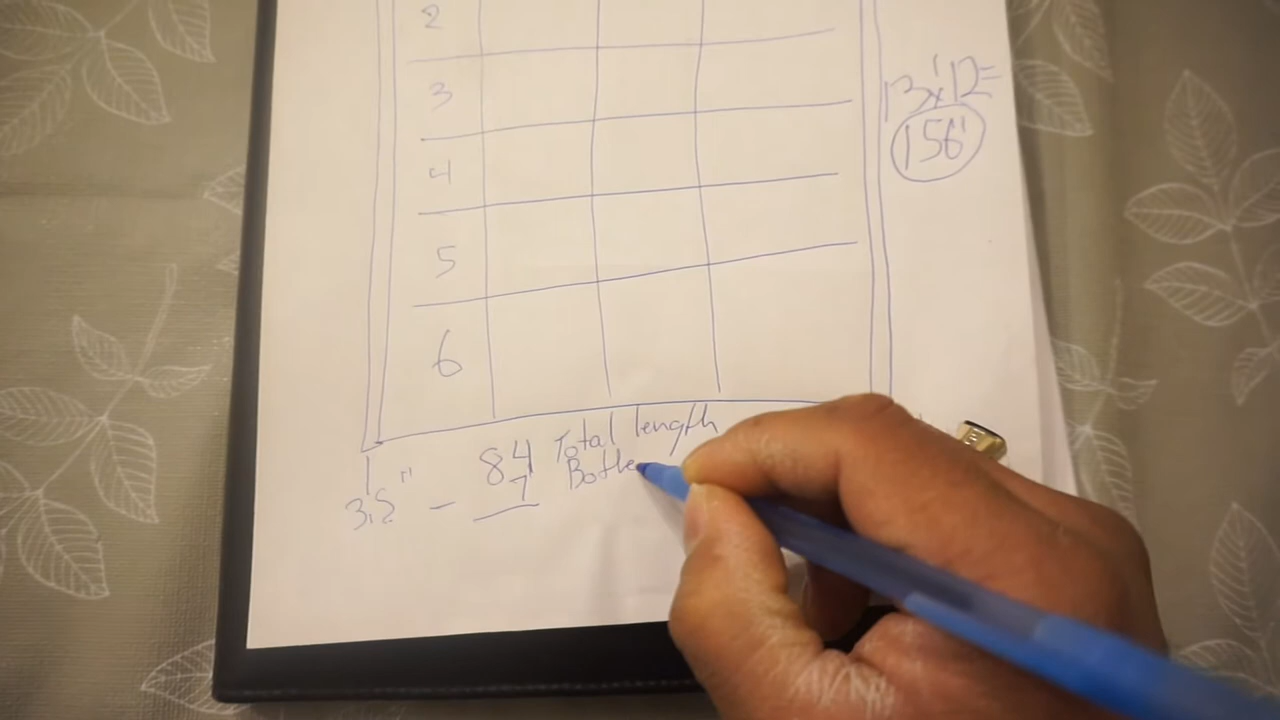 2
3
13x12=
156'
4
5
6
84 Total length
7 Bottle
3.5" -